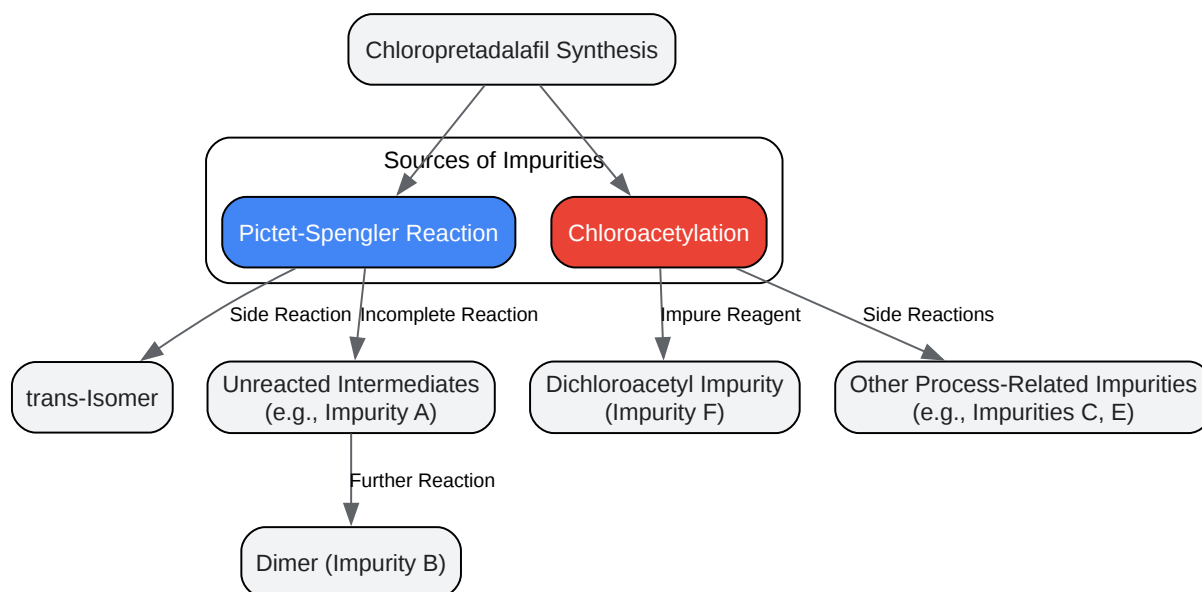 Chloropretadalafil Synthesis
Sources of Impurities
Pictet-Spengler Reaction
Chloroacetylation
Side Reaction
Incomplete Reaction
Impure Reagent
Side Reactions
trans-Isomer
Unreacted Intermediates
(e.g., Impurity A)
Dichloroacetyl Impurity
(Impurity F)
Other Process-Related Impurities
(e.g., Impurities C, E)
Further Reaction
Dimer (Impurity B)